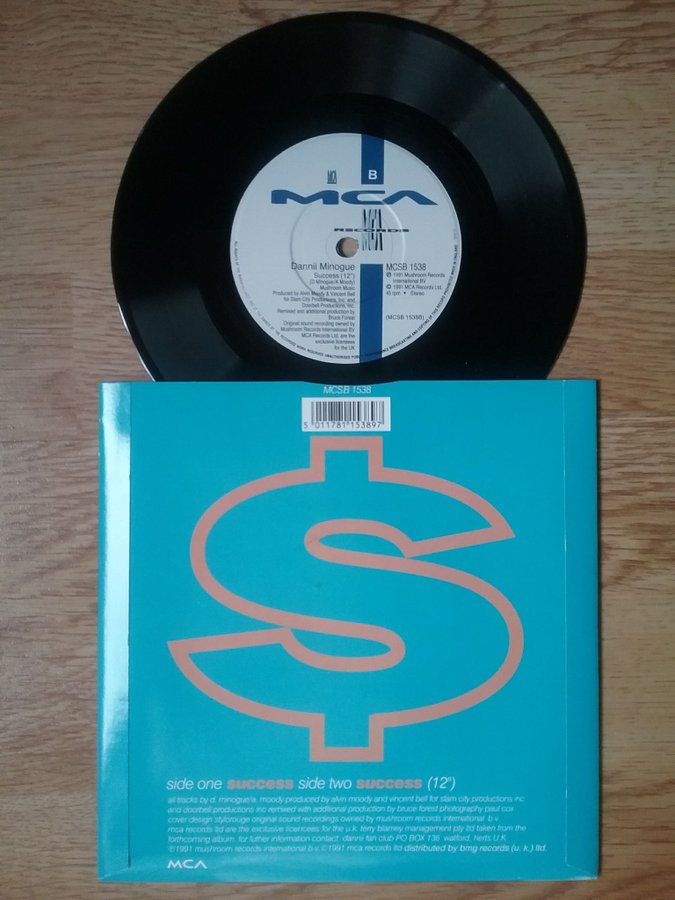 MCA
B
MCA
MCA
RECORDS
MCA
Dannii Minogue
Success (12")
(D Minogue/A Moody)
Mushroom Music
Produced by Alvin Moody & Vincent Bell
for Slam City Productions, Inc. and
Doorbell Productions, Inc.
Remixed and additional production by
Bruce Forest
Original sound recording owned by
Mushroom Records International BV
MCA Records Ltd. are the
exclusive licensees
for the UK
MCSB 1538
℗ 1991 Mushroom Records
International BV
© 1991 MCA Records Ltd.
45 rpm • Stereo
(MCSB 1538B)
MCSB 1538
5 011781 153897
side one success side two success (12")
all tracks by d. minogue/a. moody produced by alvin moody and vincent bell for slam city productions inc
and doorbell productions inc remixed with additional production by bruce forest photography paul cox
cover design stylorouge original sound recordings owned by mushroom records international b.v.
mca records ltd are the exclusive licencees for the u.k. terry blamey management pty ltd taken from the
forthcoming album. for further information contact: danni fan club PO BOX 136 watford, herts U.K
℗1991 mushroom records international b.v. ©1991 mca records ltd distributed by bmg records (u. k.) ltd.
MCA